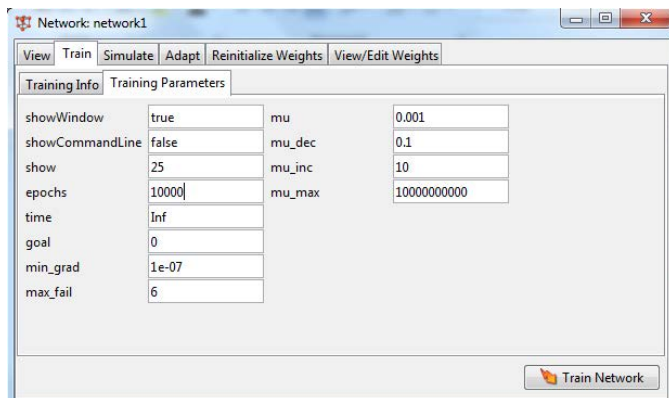 Network: network1
View Train Simulate Adapt Reinitialize Weights View/Edit Weights
Training Info Training Parameters
showWindow true mu 0.001
showCommandLine false mu_dec 0.1
show 25 mu_inc 10
epochs 10000 mu_max 10000000000
time Inf
goal 0
min_grad 1e-07
max_fail 6
Train Network